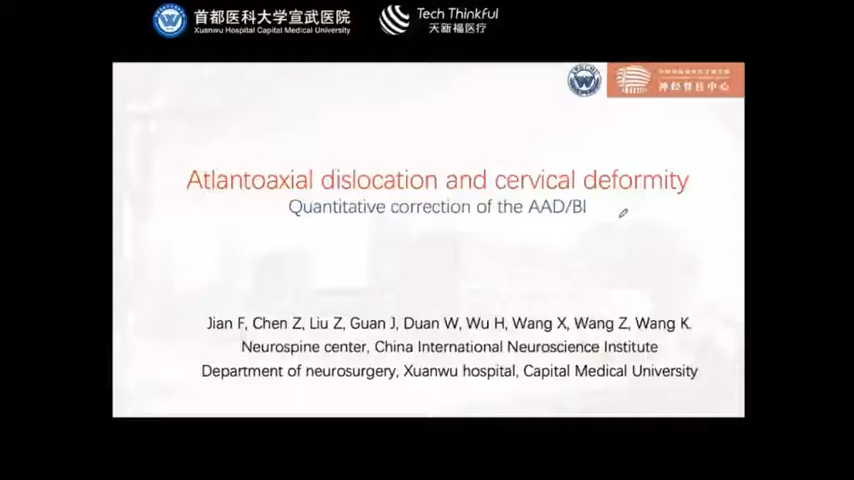 首都医科大学宣武医院
Xuanwu Hospital Capital Medical University
Tech Thinkful
天新福医疗
神经脊柱中心
Atlantoaxial dislocation and cervical deformity
Quantitative correction of the AAD/BI
Jian F, Chen Z, Liu Z, Guan J, Duan W, Wu H, Wang X, Wang Z, Wang K.
Neurospine center, China International Neuroscience Institute
Department of neurosurgery, Xuanwu hospital, Capital Medical University